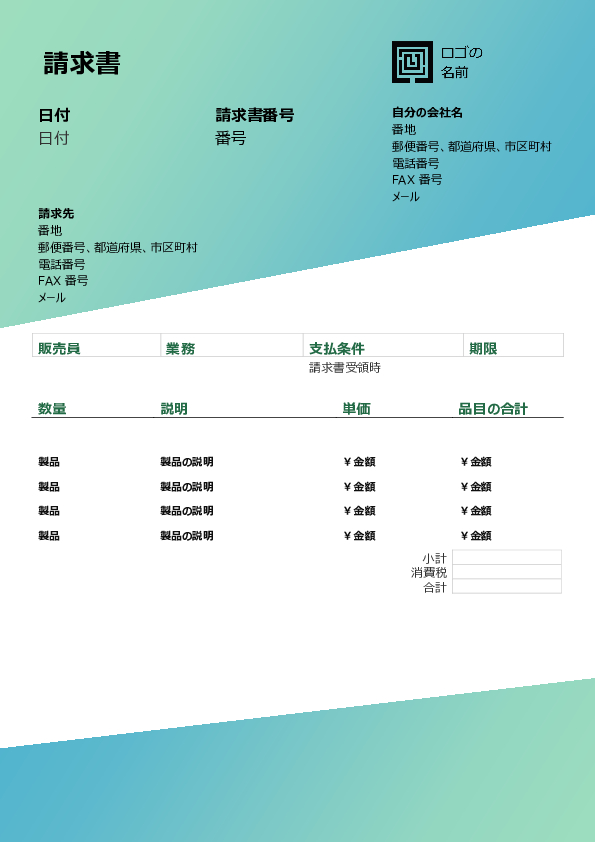 請求書
ロゴの
名前
日付
日付
請求書番号
番号
自分の会社名
番地
郵便番号、都道府県、市区町村
電話番号
FAX 番号
メール
請求先
番地
郵便番号、都道府県、市区町村
電話番号
FAX 番号
メール
販売員 業務 支払条件 期限
請求書受領時
数量 説明 単価 品目の合計
製品 製品の説明 ¥ 金額 ¥ 金額
製品 製品の説明 ¥ 金額 ¥ 金額
製品 製品の説明 ¥ 金額 ¥ 金額
製品 製品の説明 ¥ 金額 ¥ 金額
小計
消費税
合計